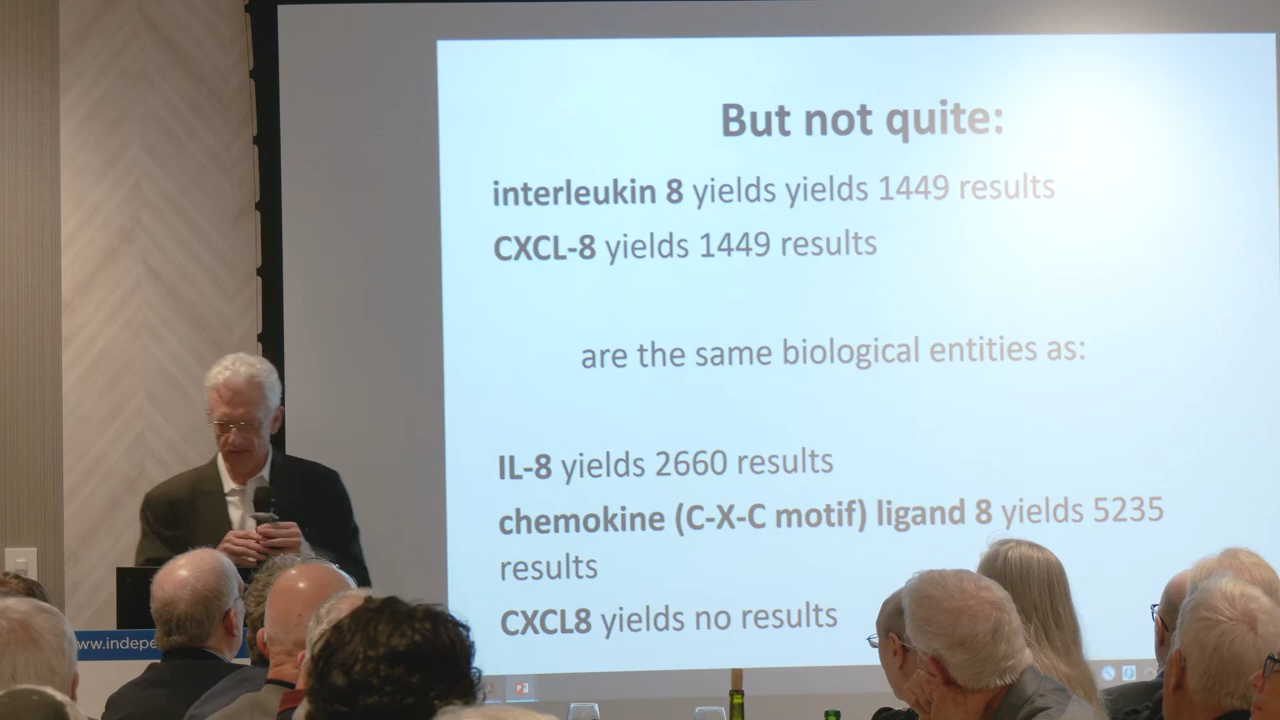 But not quite:
interleukin 8 yields yields 1449 results
CXCL-8 yields 1449 results
are the same biological entities as:
IL-8 yields 2660 results
chemokine (C-X-C motif) ligand 8 yields 5235
results
CXCL8 yields no results
ww.indepe